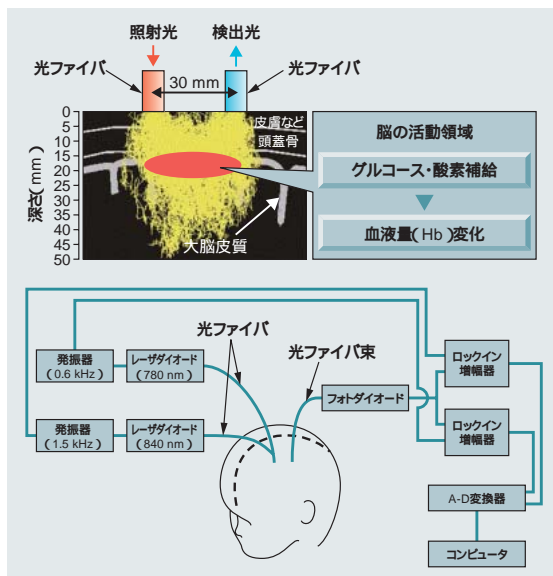 照射光
検出光
光ファイバ
30 mm
光ファイバ
0
5
10
15
20
25
30
35
40
45
50
深さ(mm)
皮膚など
頭蓋骨
大脳皮質
脳の活動領域
グルコース・酸素補給
血液量(Hb)変化
光ファイバ
光ファイバ束
発振器
(0.6 kHz)
レーザダイオード
(780 nm)
フォトダイオード
ロックイン
増幅器
発振器
(1.5 kHz)
レーザダイオード
(840 nm)
ロックイン
増幅器
A-D変換器
コンピュータ